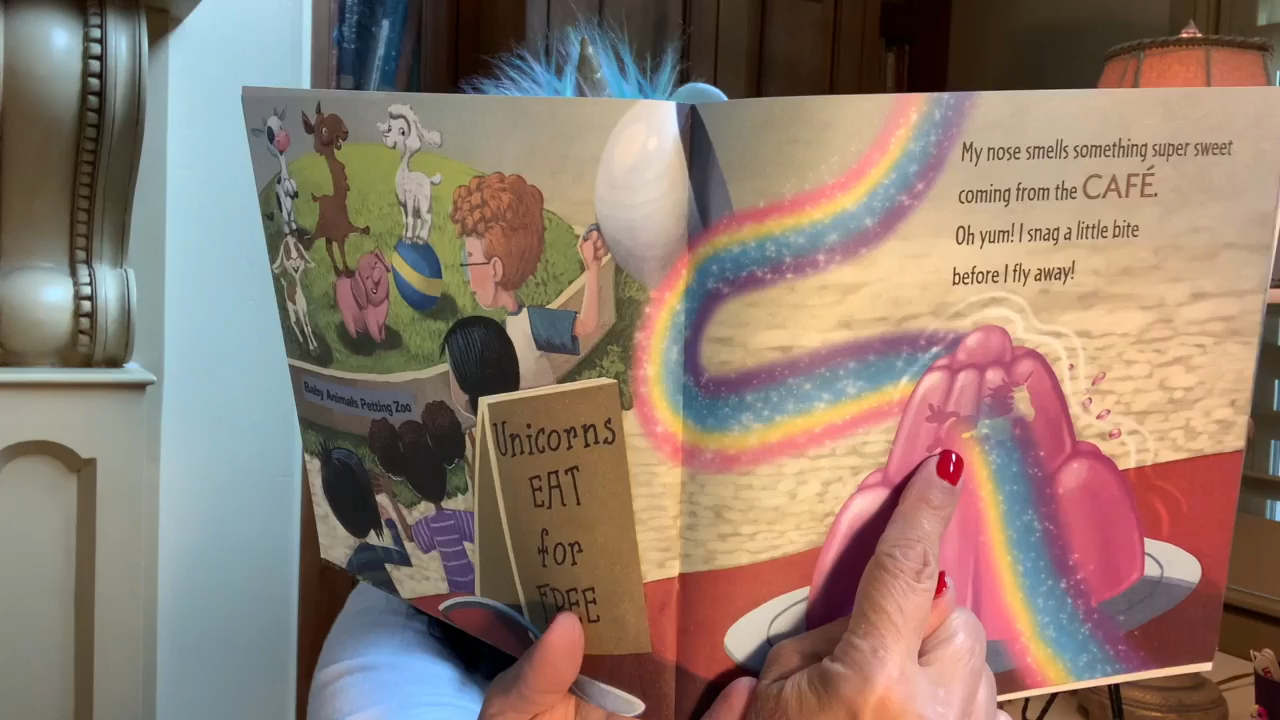 Baby Animals Petting Zoo
Unicorns
EAT
for
FREE
My nose smells something super sweet
coming from the CAFÉ.
Oh yum! I snag a little bite
before I fly away!